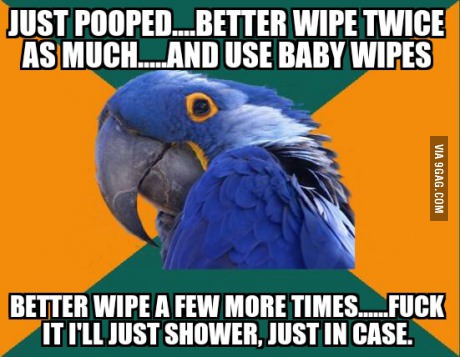 JUST POOPED....BETTER WIPE TWICE
AS MUCH.....AND USE BABY WIPES
VIA 9GAG.COM
BETTER WIPE A FEW MORE TIMES......FUCK
IT I'LL JUST SHOWER, JUST IN CASE.